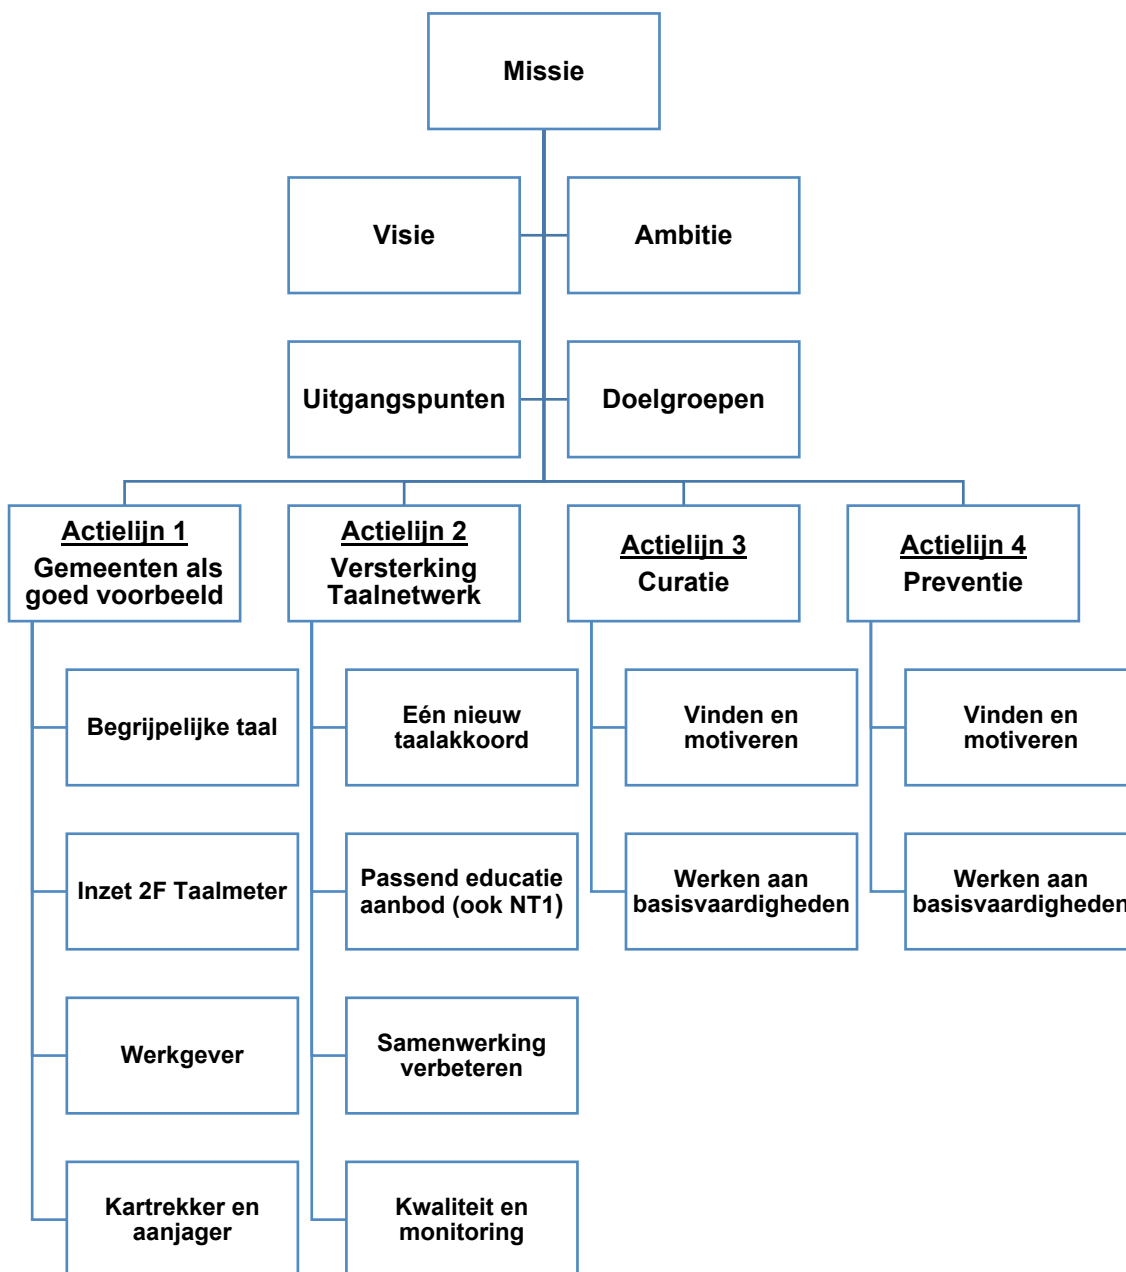 Missie
Visie
Ambitie
Uitgangspunten
Doelgroepen
Actielijn 1
Gemeenten als
goed voorbeeld
Begrijpelijke taal
Inzet 2F Taalmeter
Werkgever
Kartrekker en
aanjager
Actielijn 2
Versterking
Taalnetwerk
Eén nieuw
taalakkoord
Passend educatie
aanbod (ook NT1)
Samenwerking
verbeteren
Kwaliteit en
monitoring
Actielijn 3
Curatie
Vinden en
motiveren
Werken aan
basisvaardigheden
Actielijn 4
Preventie
Vinden en
motiveren
Werken aan
basisvaardigheden